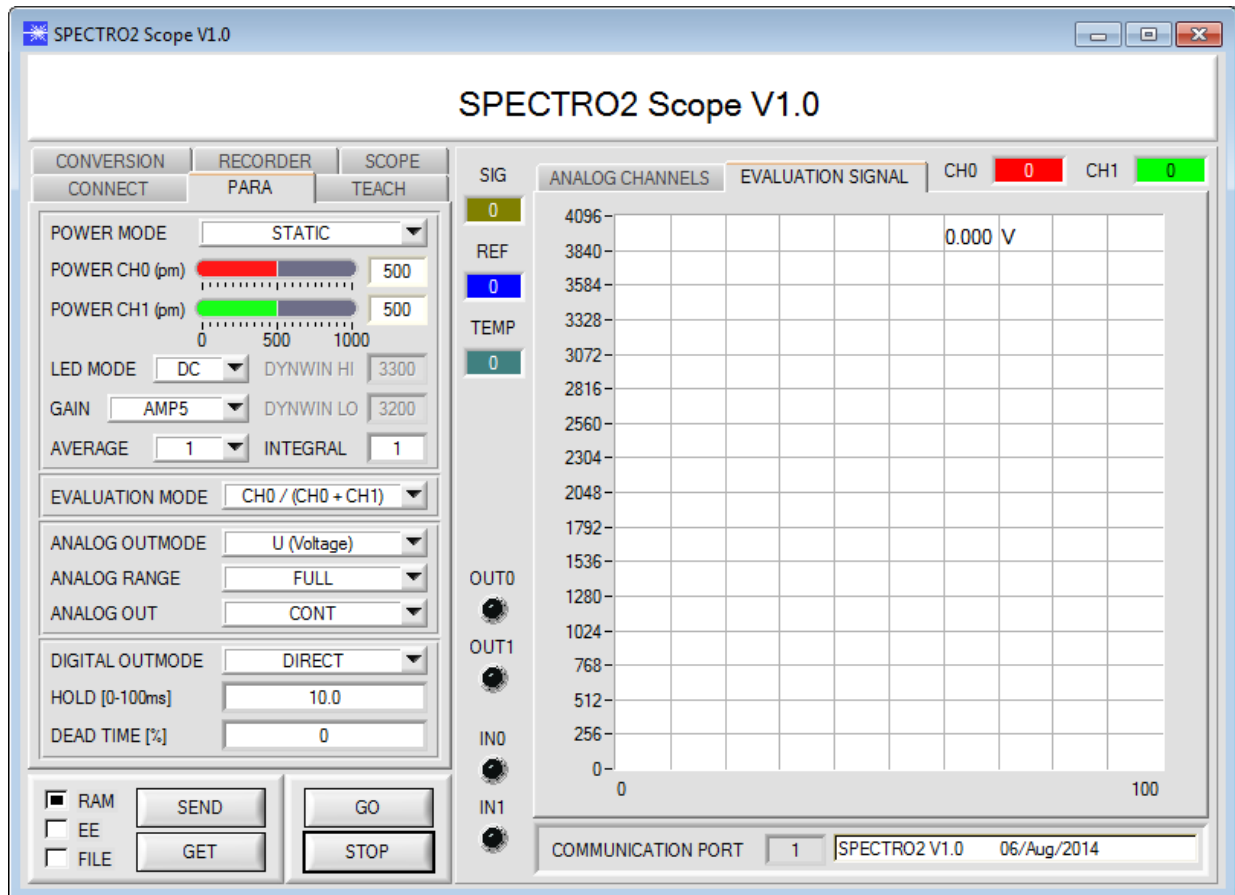 SPECTRO2 Scope V1.0
SPECTRO2 Scope V1.0
CONVERSION RECORDER SCOPE
CONNECT PARA TEACH
POWER MODE STATIC
POWER CH0 (pm) 500
POWER CH1 (pm) 500
0 500 1000
LED MODE DC DYNWIN HI 3300
GAIN AMP5 DYNWIN LO 3200
AVERAGE 1 INTEGRAL 1
EVALUATION MODE CH0 / (CH0 + CH1)
ANALOG OUTMODE U (Voltage)
ANALOG RANGE FULL
ANALOG OUT CONT
DIGITAL OUTMODE DIRECT
HOLD [0-100ms] 10.0
DEAD TIME [%] 0
RAM
EE
FILE
SEND
GET
GO
STOP
SIG
0
REF
0
TEMP
0
OUT0
OUT1
IN0
IN1
ANALOG CHANNELS EVALUATION SIGNAL CH0 0 CH1 0
0.000 V
4096
3840
3584
3328
3072
2816
2560
2304
2048
1792
1536
1280
1024
768
512
256
0
0 100
COMMUNICATION PORT 1 SPECTRO2 V1.0 06/Aug/2014